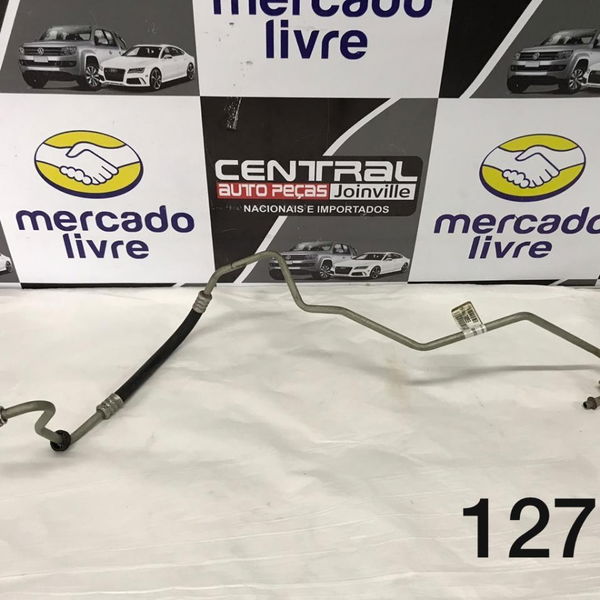 mercado
livre
mercado
livre
CENTRAL
AUTO PEÇAS Joinville
NACIONAIS E IMPORTADOS
mercado
livre
127